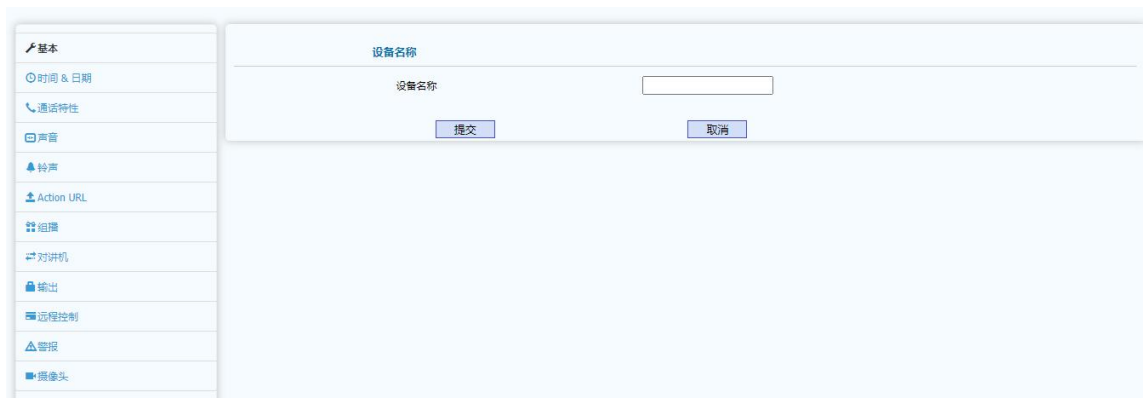 基本
时间 & 日期
通话特性
声音
铃声
Action URL
组播
对讲机
输出
远程控制
警报
摄像头
设备名称
设备名称
提交 取消